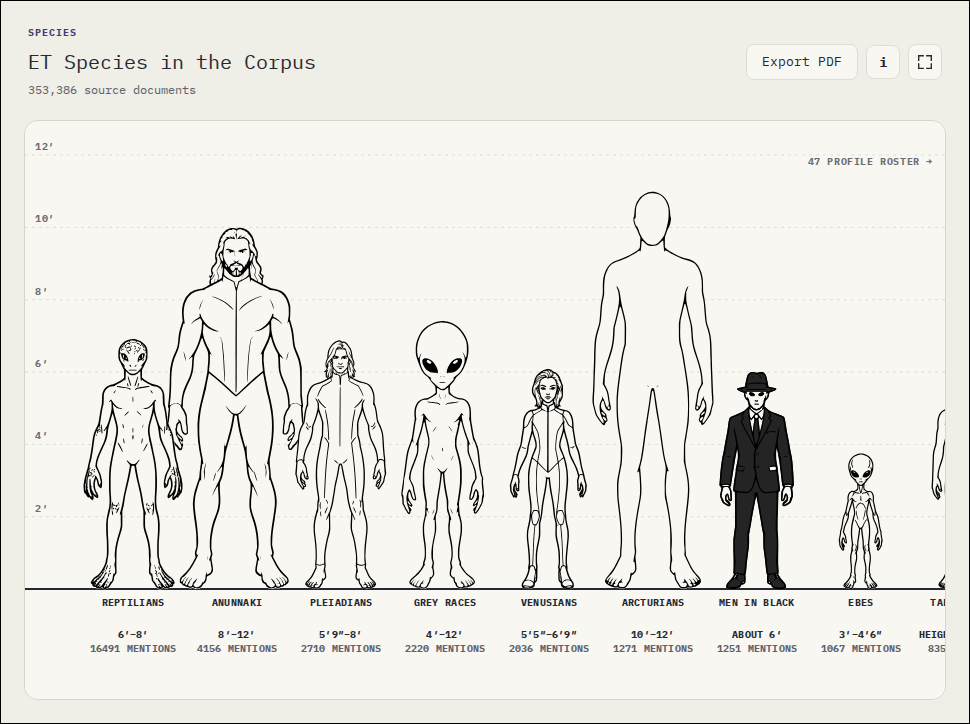 SPECIES
ET Species in the Corpus
353,386 source documents
Export PDF
i
12′
47 PROFILE ROSTER →
10′
8′
6′
4′
2′
REPTILIANS ANUNNAKI PLEIADIANS GREY RACES VENUSIANS ARCTURIANS MEN IN BLACK EBES
6′–8′ 8′–12′ 5′9″–8′ 4′–12′ 5′5″–6′9″ 10′–12′ ABOUT 6′ 3′–4′6″
16491 MENTIONS 4156 MENTIONS 2710 MENTIONS 2220 MENTIONS 2036 MENTIONS 1271 MENTIONS 1251 MENTIONS 1067 MENTIONS 835